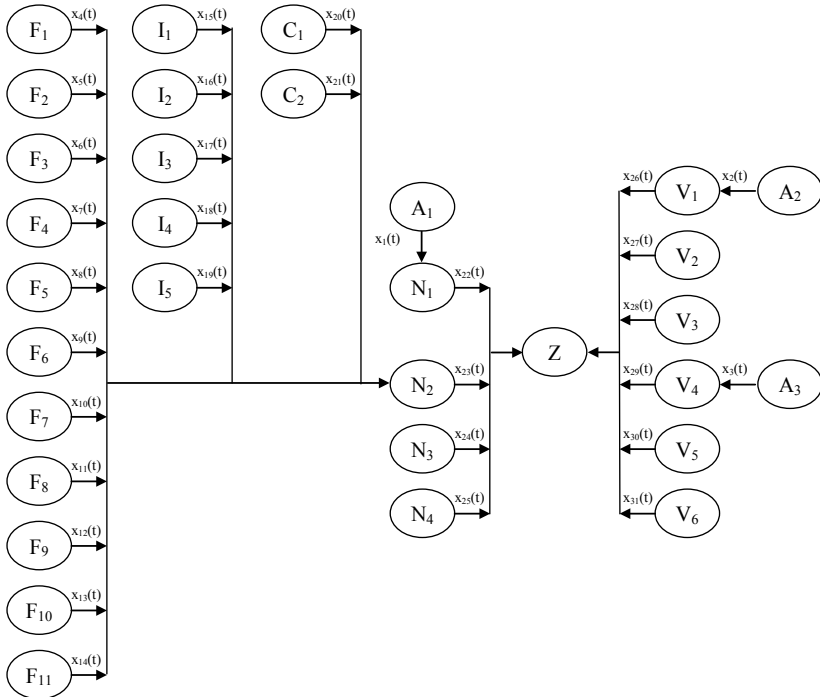 F₁ x₄(t) I₁ x₁₅(t) C₁ x₂₀(t)
F₂ x₅(t) I₂ x₁₆(t) C₂ x₂₁(t)
F₃ x₆(t) I₃ x₁₇(t)
x₂₆(t) V₁ x₂(t) A₂
A₁
F₄ x₇(t) I₄ x₁₈(t)
x₁(t)
x₂₇(t) V₂
F₅ x₈(t) I₅ x₁₉(t) N₁ x₂₂(t)
x₂₈(t) V₃
F₆ x₉(t) Z
N₂ x₂₃(t) x₂₉(t) V₄ x₃(t) A₃
F₇ x₁₀(t)
N₃ x₂₄(t) x₃₀(t) V₅
F₈ x₁₁(t)
N₄ x₂₅(t) x₃₁(t) V₆
F₉ x₁₂(t)
F₁₀ x₁₃(t)
F₁₁ x₁₄(t)